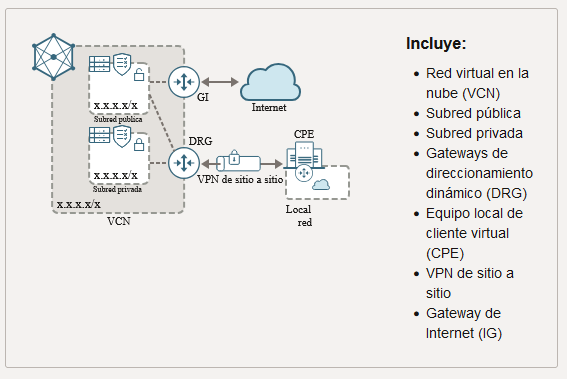 x.x.x.x/x
Subred pública
GI
Internet
DRG
CPE
x.x.x.x/x
Subred privada
VPN de sitio a sitio
x.x.x.x/x
VCN
Local
red
Incluye:
Red virtual en la
nube (VCN)
Subred pública
Subred privada
Gateways de
direccionamiento
dinámico (DRG)
Equipo local de
cliente virtual
(CPE)
VPN de sitio a
sitio
Gateway de
Internet (IG)